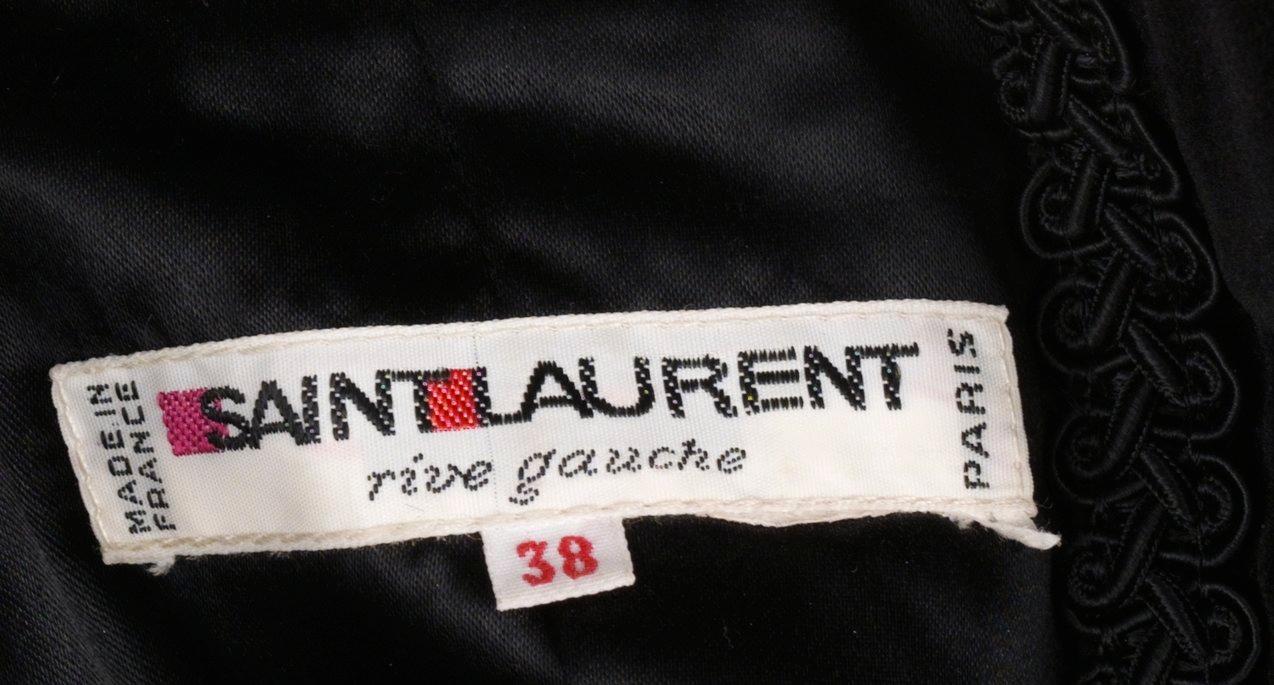 MADE IN
FRANCE
SAINT LAURENT
rive gauche
PARIS
38